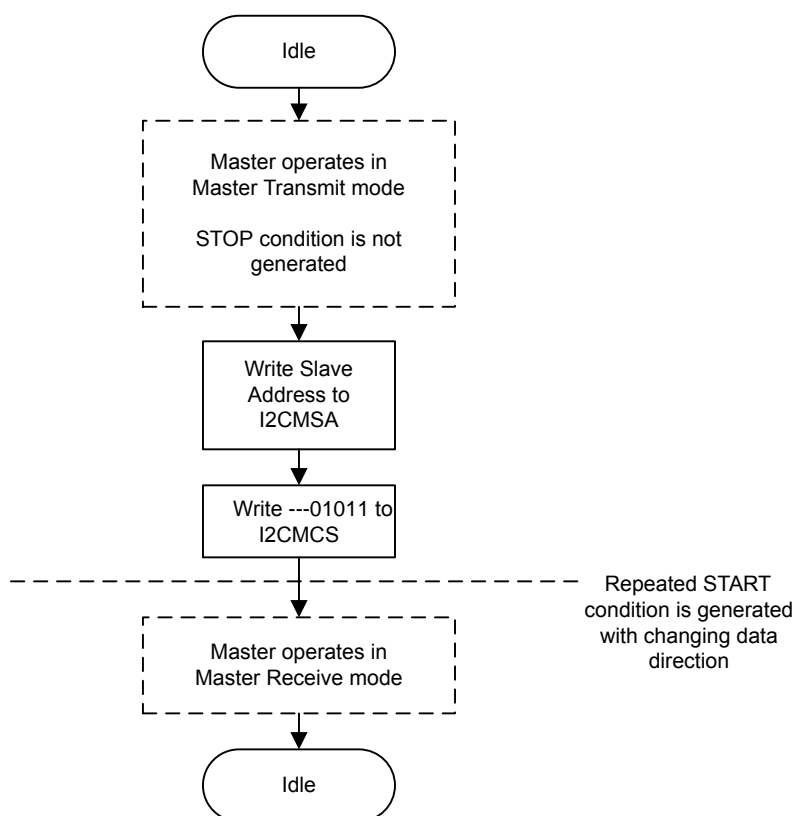 Idle
Master operates in
Master Transmit mode
STOP condition is not
generated
Write Slave
Address to
I2CMSA
Write ---01011 to
I2CMCS
Repeated START
condition is generated
with changing data
direction
Master operates in
Master Receive mode
Idle